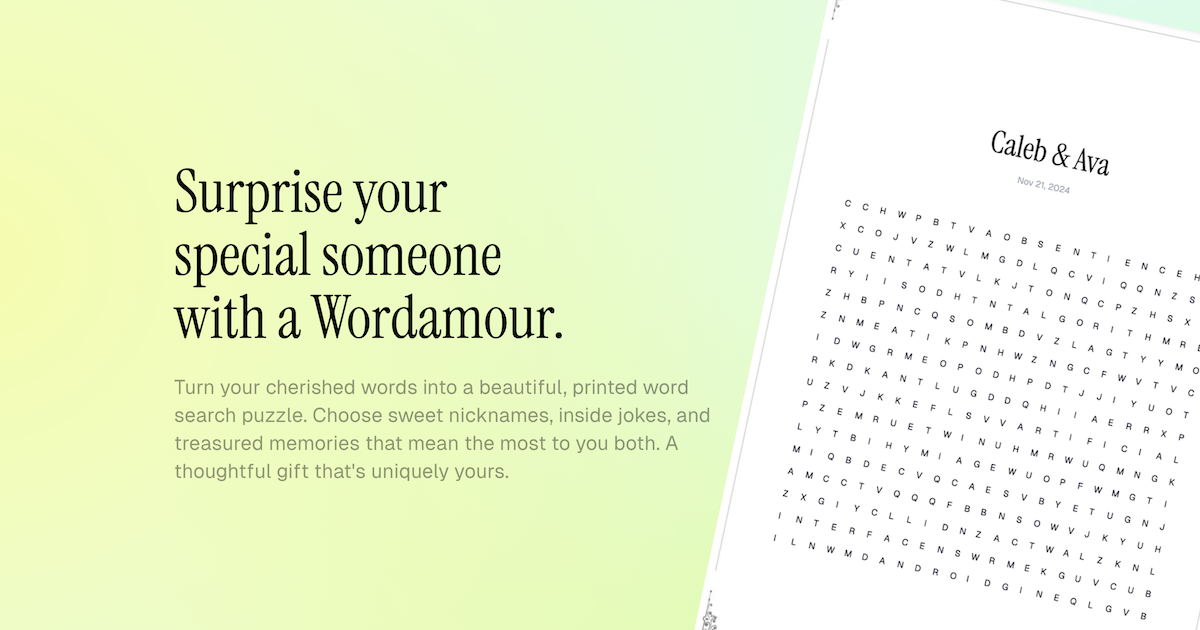 Surprise your
special someone
with a Wordamour.
Turn your cherished words into a beautiful, printed word
search puzzle. Choose sweet nicknames, inside jokes, and
treasured memories that mean the most to you both. A
thoughtful gift that's uniquely yours.
Caleb & Ava
Nov 21, 2024
C C H W P B T V A O B S E N T I E N C E H
X C O J V Z W L M G D L Q C V I Q Q N Z S
C U E N T A T V L K J T O N Q C P Z H S X
R Y I I S O D H T N T A L G O R I T H M R E
Z H B P N C Q S O M B D V Z L A G T Y Y M O
Z N M E A T I K P N H W Z N G C F W V T V C
I D W G R M E O P O D H P D T J J I Y U O T
R K D K A N T L U G D D Q H I I A E R R X P
U Z V J K K E F L S V V A R T I F I C I A L
P Z E M R U E T W I N U H M R W U Q M N G K
L Y T B I H Y M I A G E W U O P F W M G T I
M I Q B D E C V Q C A E S V B Y E T U G N J
A M C C T V Q Q Q F B B N S O W V J K Y U H
Z X G I Y C L L I D N Z A C T W A L Z K N L
I N T E R F A C E N S W R M E K G U V C U B
I L N W M D A N D R O I D G I N E Q L G V B